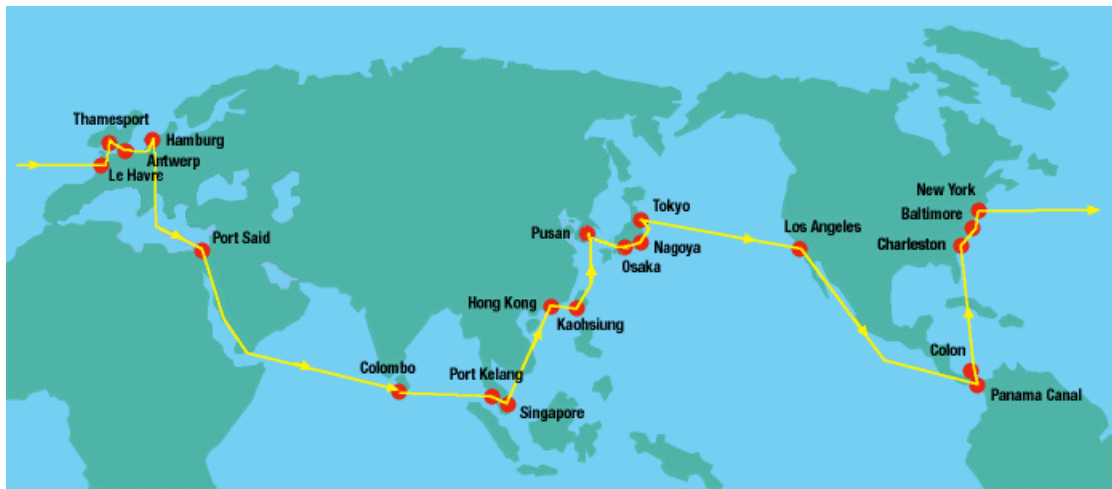 Thamesport
Hamburg
Antwerp
Le Havre
Port Said
Colombo
Port Kelang
Singapore
Hong Kong
Kaohsiung
Pusan
Osaka
Nagoya
Tokyo
Los Angeles
Panama Canal
Colon
Charleston
Baltimore
New York